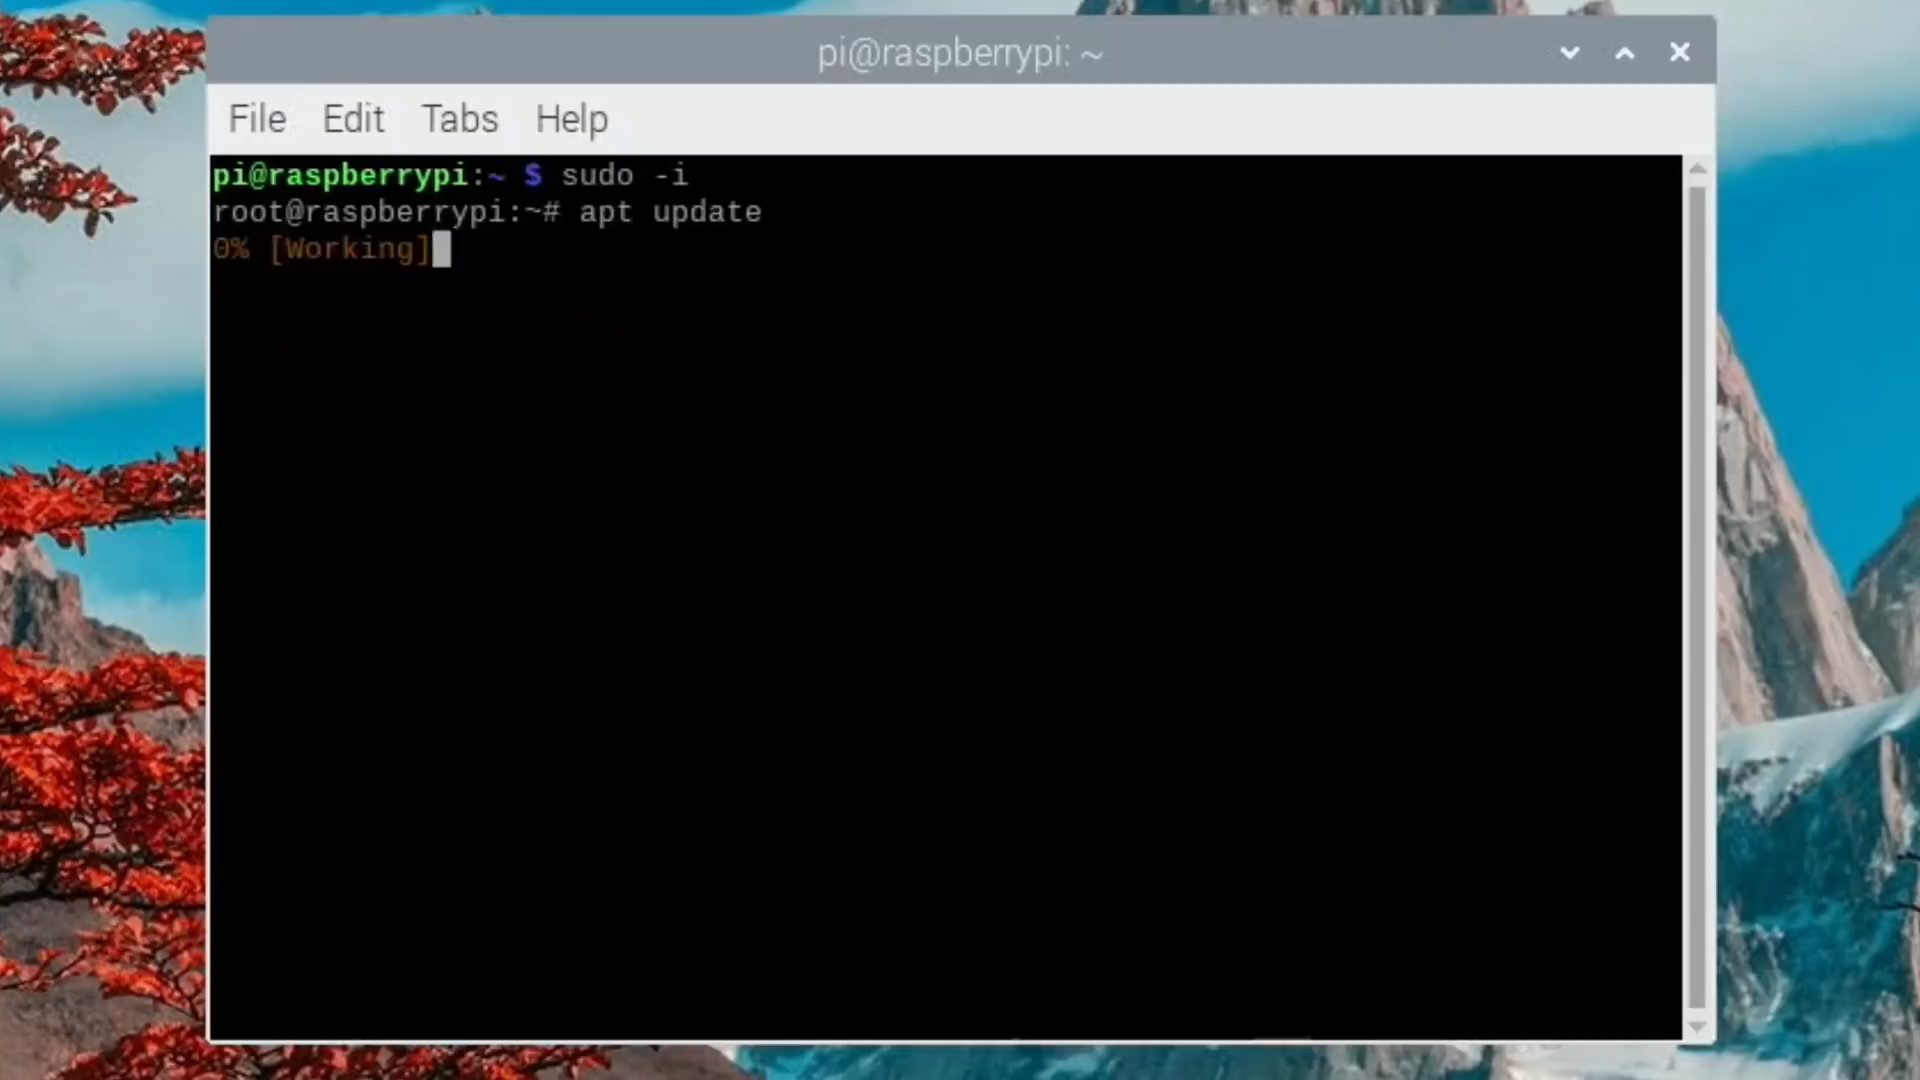 pi@raspberrypi: ~
File Edit Tabs Help
pi@raspberrypi:~ $ sudo -i
root@raspberrypi:~# apt update
0% [Working]